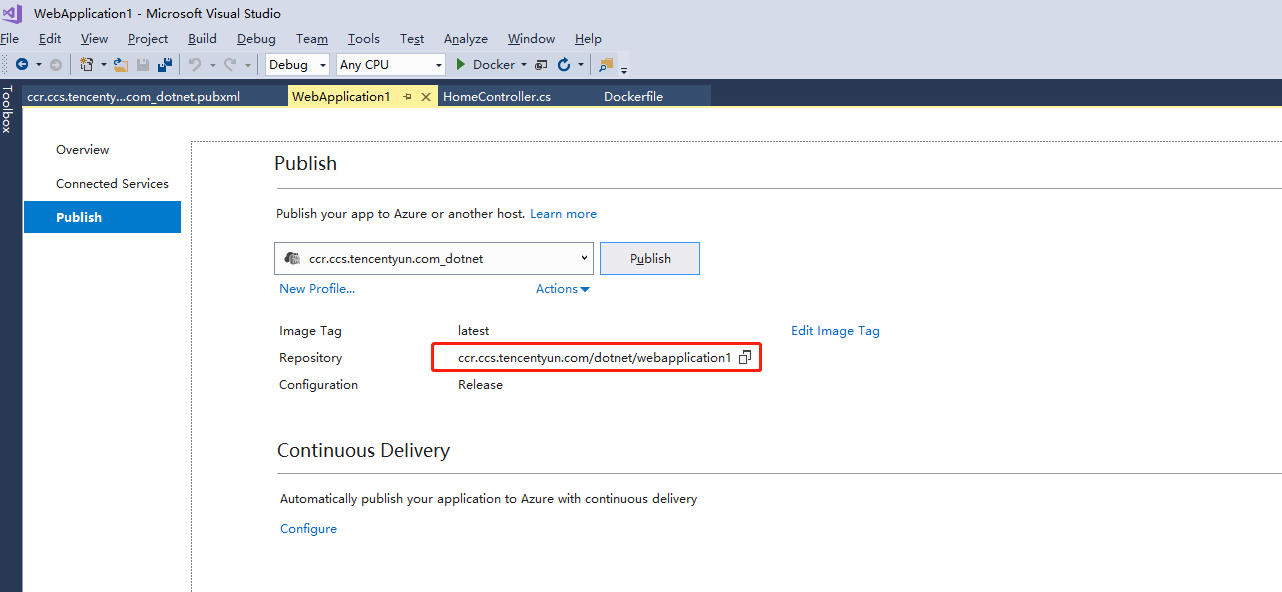 WebApplication1 - Microsoft Visual Studio
File Edit View Project Build Debug Team Tools Test Analyze Window Help
Debug Any CPU Docker
Toolbox
ccr.ccs.tencenty...com_dotnet.pubxml WebApplication1 HomeController.cs Dockerfile
Overview
Connected Services
Publish
Publish
Publish your app to Azure or another host. Learn more
ccr.ccs.tencentyun.com_dotnet Publish
New Profile... Actions
Image Tag latest Edit Image Tag
Repository ccr.ccs.tencentyun.com/dotnet/webapplication1
Configuration Release
Continuous Delivery
Automatically publish your application to Azure with continuous delivery
Configure